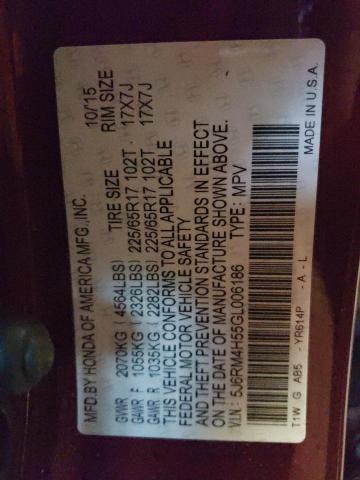 MFD.BY HONDA OF AMERICA MFG.,INC. 10/15
TIRE SIZE RIM SIZE
GVWR 2070KG (4564LBS)
GAWR F 1055KG (2326LBS) 225/65R17 102T 17X7J
GAWR R 1035KG (2282LBS) 225/65R17 102T 17X7J
THIS VEHICLE CONFORMS TO ALL APPLICABLE
FEDERAL MOTOR VEHICLE SAFETY
AND THEFT PREVENTION STANDARDS IN EFFECT
ON THE DATE OF MANUFACTURE SHOWN ABOVE.
V.I.N.: 5J6RM4H55GL006186 TYPE: MPV
T1W G AB5 - YR614P - A - L MADE IN U.S.A.